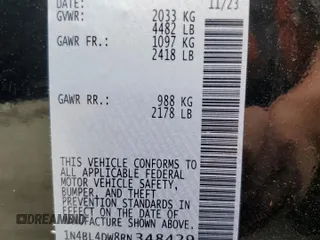 DATE: 11/23
GVWR: 2033 KG
4482 LB
GAWR FR.: 1097 KG
2418 LB
GAWR RR.: 988 KG
2178 LB
THIS VEHICLE CONFORMS TO
ALL APPLICABLE FEDERAL
MOTOR VEHICLE SAFETY,
BUMPER, AND THEFT
PREVENTION STANDARDS
IN EFFECT ON THE DATE OF
MANUFACTURE SHOWN ABOVE.
1N4BL4DW8RN348429
DREAMBID